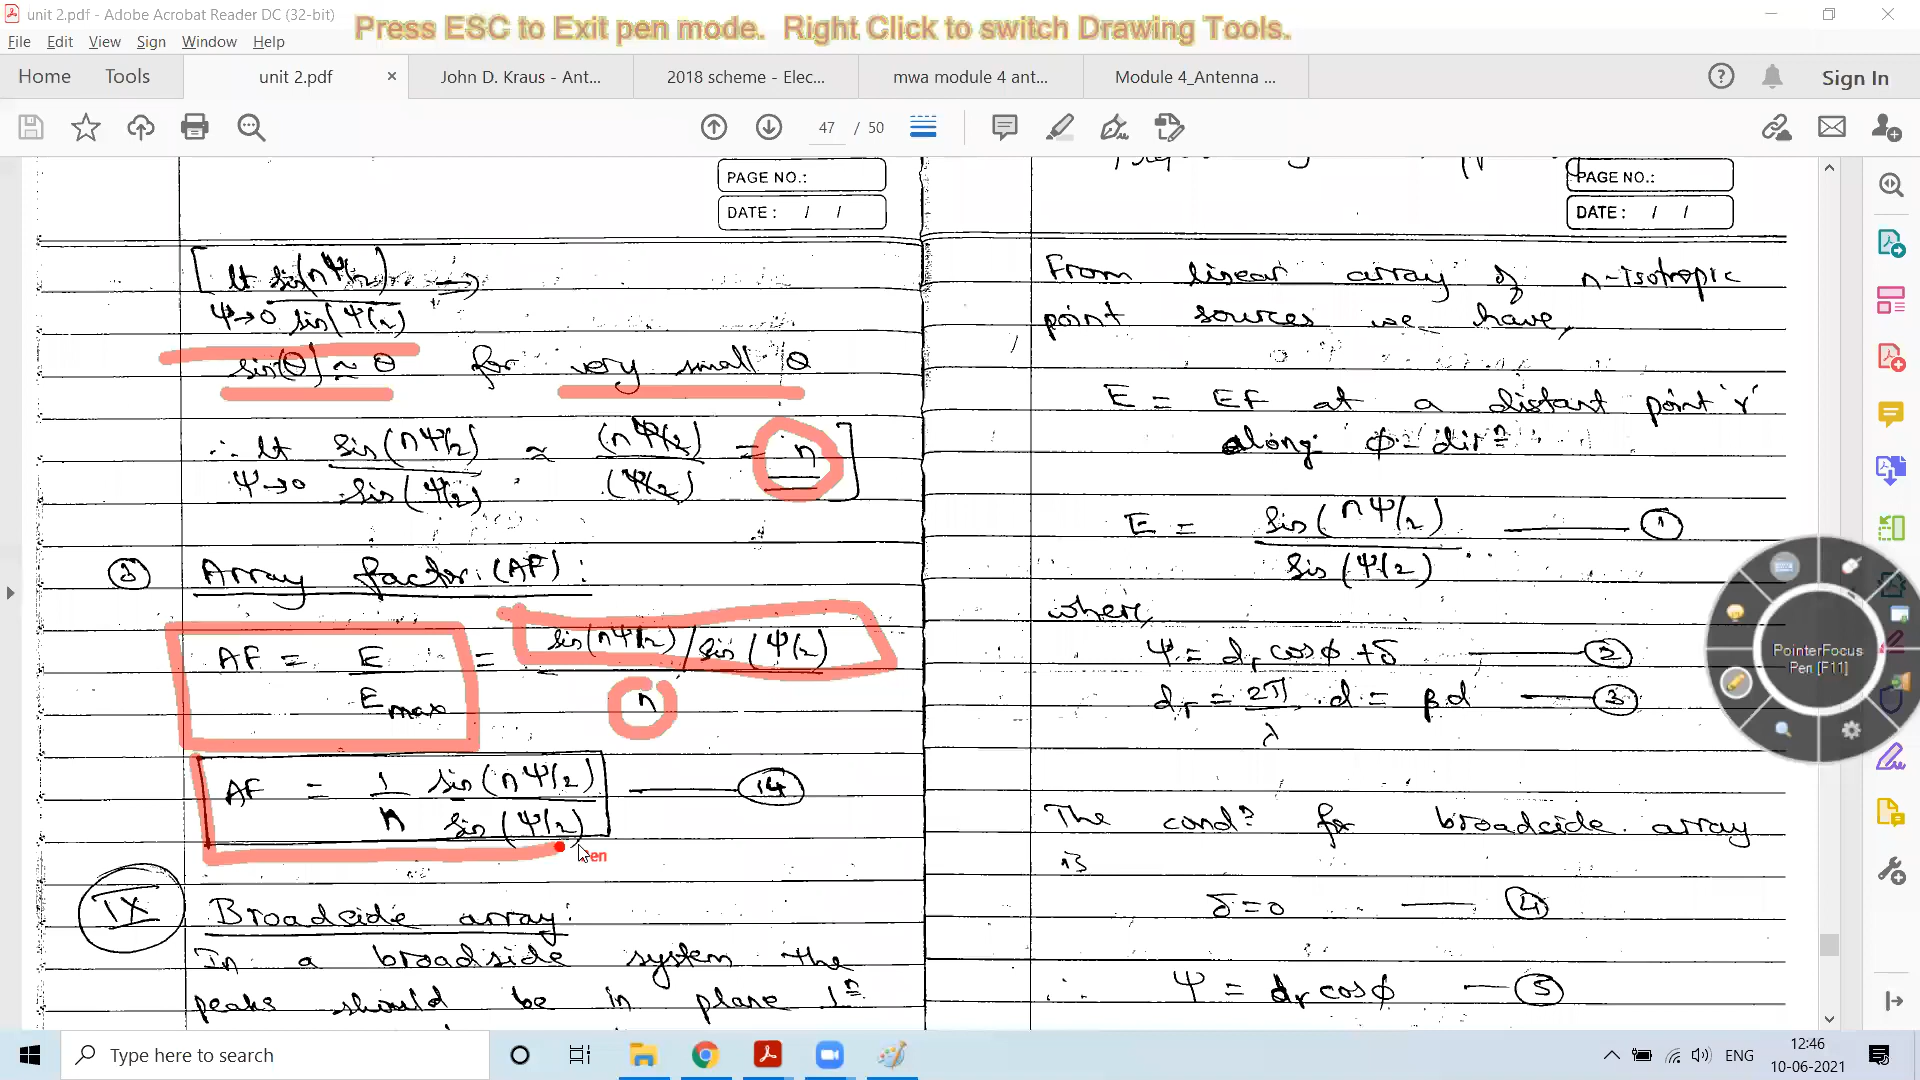 unit 2.pdf - Adobe Acrobat Reader DC (32-bit)
Press ESC to Exit pen mode. Right Click to switch Drawing Tools.
File Edit View Sign Window Help
Home Tools unit 2.pdf × John D. Kraus - Ant... 2018 scheme - Elec... mwa module 4 ant... Module 4_Antenna ... Sign In
47 / 50
PAGE NO.:
DATE : / /
[ lt sin(nΨ/2) →
Ψ→0 sin(Ψ/2)
sin(θ) ≃ θ for very small θ
∴ lt sin(nΨ/2) ≈ (nΨ/2) = n ]
Ψ→0 sin(Ψ/2) (Ψ/2)
③ Array factor (AF):
AF = E = sin(nΨ/2)/sin(Ψ/2)
Emax n
AF = 1 sin(nΨ/2) — 14
n sin(Ψ/2)
IX Broadcide array:
In a broadside system the
peaks should be in plane
PAGE NO.:
DATE : / /
From linear array of n-isotropic
point sources we have,
E = EF at a distant point 'r'
along ϕ-dirⁿ
E = sin(nΨ/2) — ①
sin(Ψ/2)
where,
Ψ = dr cosϕ + δ — ②
dr = 2π . d = β.d — ③
λ
The condⁿ for broadcide array
is
δ=0 — ④
∴ Ψ = dr cosϕ — ⑤
PointerFocus
Pen [F11]
Pen
Type here to search
ENG
12:46
10-06-2021